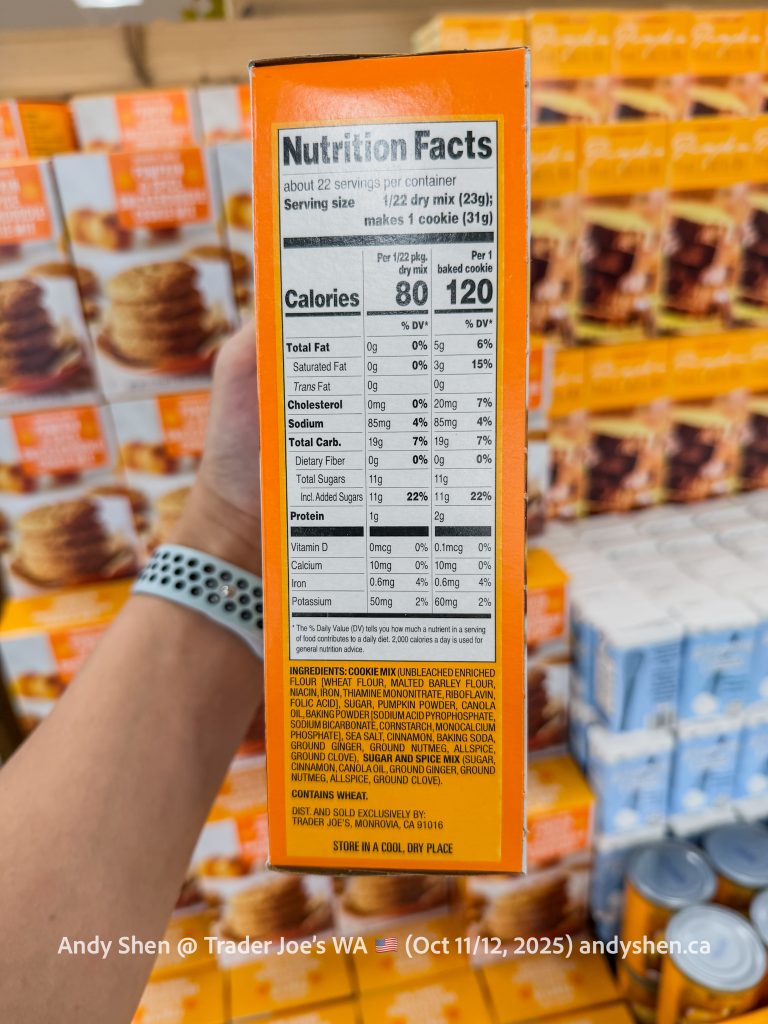 Nutrition Facts
about 22 servings per container
Serving size 1/22 dry mix (23g);
makes 1 cookie (31g)
Per 1/22 pkg. dry mix Per 1 baked cookie
Calories 80 120
% DV* % DV*
Total Fat 0g 0% 5g 6%
Saturated Fat 0g 0% 3g 15%
Trans Fat 0g 0g
Cholesterol 0mg 0% 20mg 7%
Sodium 85mg 4% 85mg 4%
Total Carb. 19g 7% 19g 7%
Dietary Fiber 0g 0% 0g 0%
Total Sugars 11g 11g
Incl. Added Sugars 11g 22% 11g 22%
Protein 1g 2g
Vitamin D 0mcg 0% 0.1mcg 0%
Calcium 10mg 0% 10mg 0%
Iron 0.6mg 4% 0.6mg 4%
Potassium 50mg 2% 60mg 2%
* The % Daily Value (DV) tells you how much a nutrient in a serving
of food contributes to a daily diet. 2,000 calories a day is used for
general nutrition advice.
INGREDIENTS: COOKIE MIX (UNBLEACHED ENRICHED
FLOUR [WHEAT FLOUR, MALTED BARLEY FLOUR,
NIACIN, IRON, THIAMINE MONONITRATE, RIBOFLAVIN,
FOLIC ACID], SUGAR, PUMPKIN POWDER, CANOLA
OIL, BAKING POWDER [SODIUM ACID PYROPHOSPHATE,
SODIUM BICARBONATE, CORNSTARCH, MONOCALCIUM
PHOSPHATE], SEA SALT, CINNAMON, BAKING SODA,
GROUND GINGER, GROUND NUTMEG, ALLSPICE,
GROUND CLOVE), SUGAR AND SPICE MIX (SUGAR,
CINNAMON, CANOLA OIL, GROUND GINGER, GROUND
NUTMEG, ALLSPICE, GROUND CLOVE).
CONTAINS WHEAT.
DIST. AND SOLD EXCLUSIVELY BY:
TRADER JOE'S, MONROVIA, CA 91016
STORE IN A COOL, DRY PLACE
Andy Shen @ Trader Joe's WA 🇺🇸 (Oct 11/12, 2025) andyshen.ca